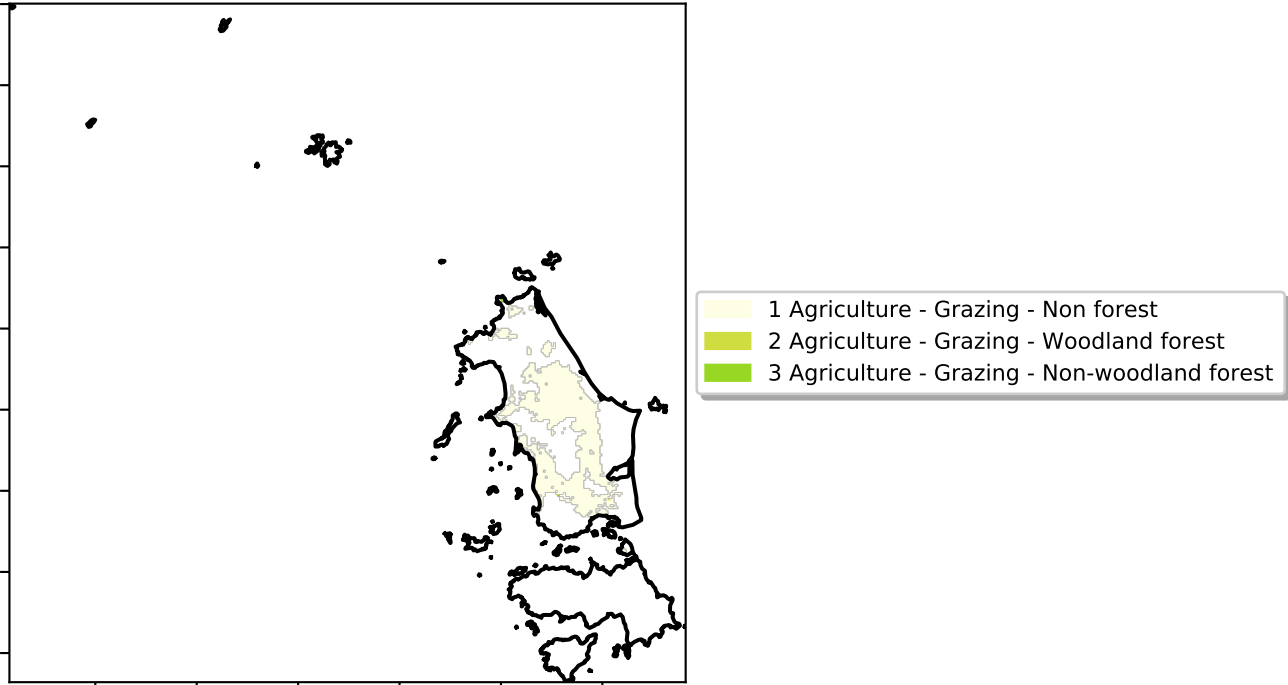 1 Agriculture - Grazing - Non forest
2 Agriculture - Grazing - Woodland forest
3 Agriculture - Grazing - Non-woodland forest